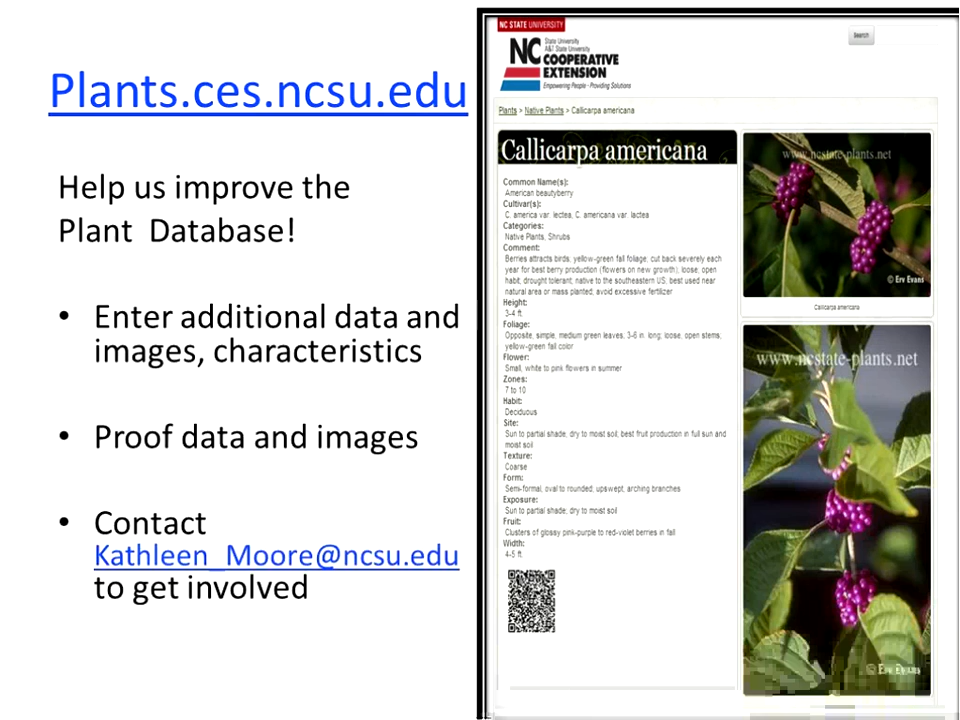 Plants.ces.ncsu.edu
Help us improve the
Plant Database!
• Enter additional data and
images, characteristics
• Proof data and images
• Contact
Kathleen_Moore@ncsu.edu
to get involved
NC STATE UNIVERSITY
Search
NC State University
A&T State University
COOPERATIVE
EXTENSION
Empowering People · Providing Solutions
Plants > Native Plants > Callicarpa americana
Callicarpa americana
Common Name(s):
American beautyberry
Cultivar(s):
C. america var. lectea, C. americana var. lactea
Categories:
Native Plants, Shrubs
Comment:
Berries attracts birds; yellow-green fall foliage; cut back severely each
year for best berry production (flowers on new growth); loose, open
habit; drought tolerant; native to the southeastern US; best used near
natural area or mass planted; avoid excessive fertilizer
Height:
3-4 ft.
Foliage:
Opposite, simple, medium green leaves, 3-6 in. long; loose, open stems;
yellow-green fall color
Flower:
Small, white to pink flowers in summer
Zones:
7 to 10
Habit:
Deciduous
Site:
Sun to partial shade; dry to moist soil; best fruit production in full sun and
moist soil
Texture:
Coarse
Form:
Semi-formal; oval to rounded; upswept; arching branches
Exposure:
Sun to partial shade; dry to moist soil
Fruit:
Clusters of glossy pink-purple to red-violet berries in fall
Width:
4-5 ft.
www.ncstate-plants.net
© Erv Evans
Callicarpa americana
www.ncstate-plants.net
© Erv Evans